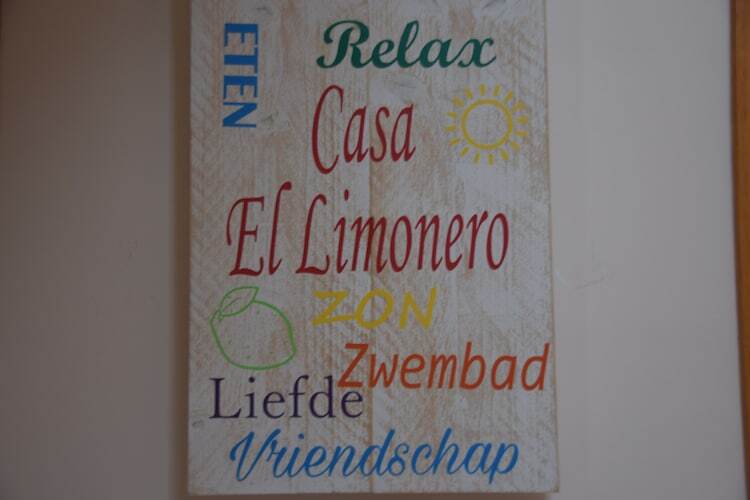 ETEN
Relax
Casa
El Limonero
ZON
Zwembad
Liefde
Vriendschap